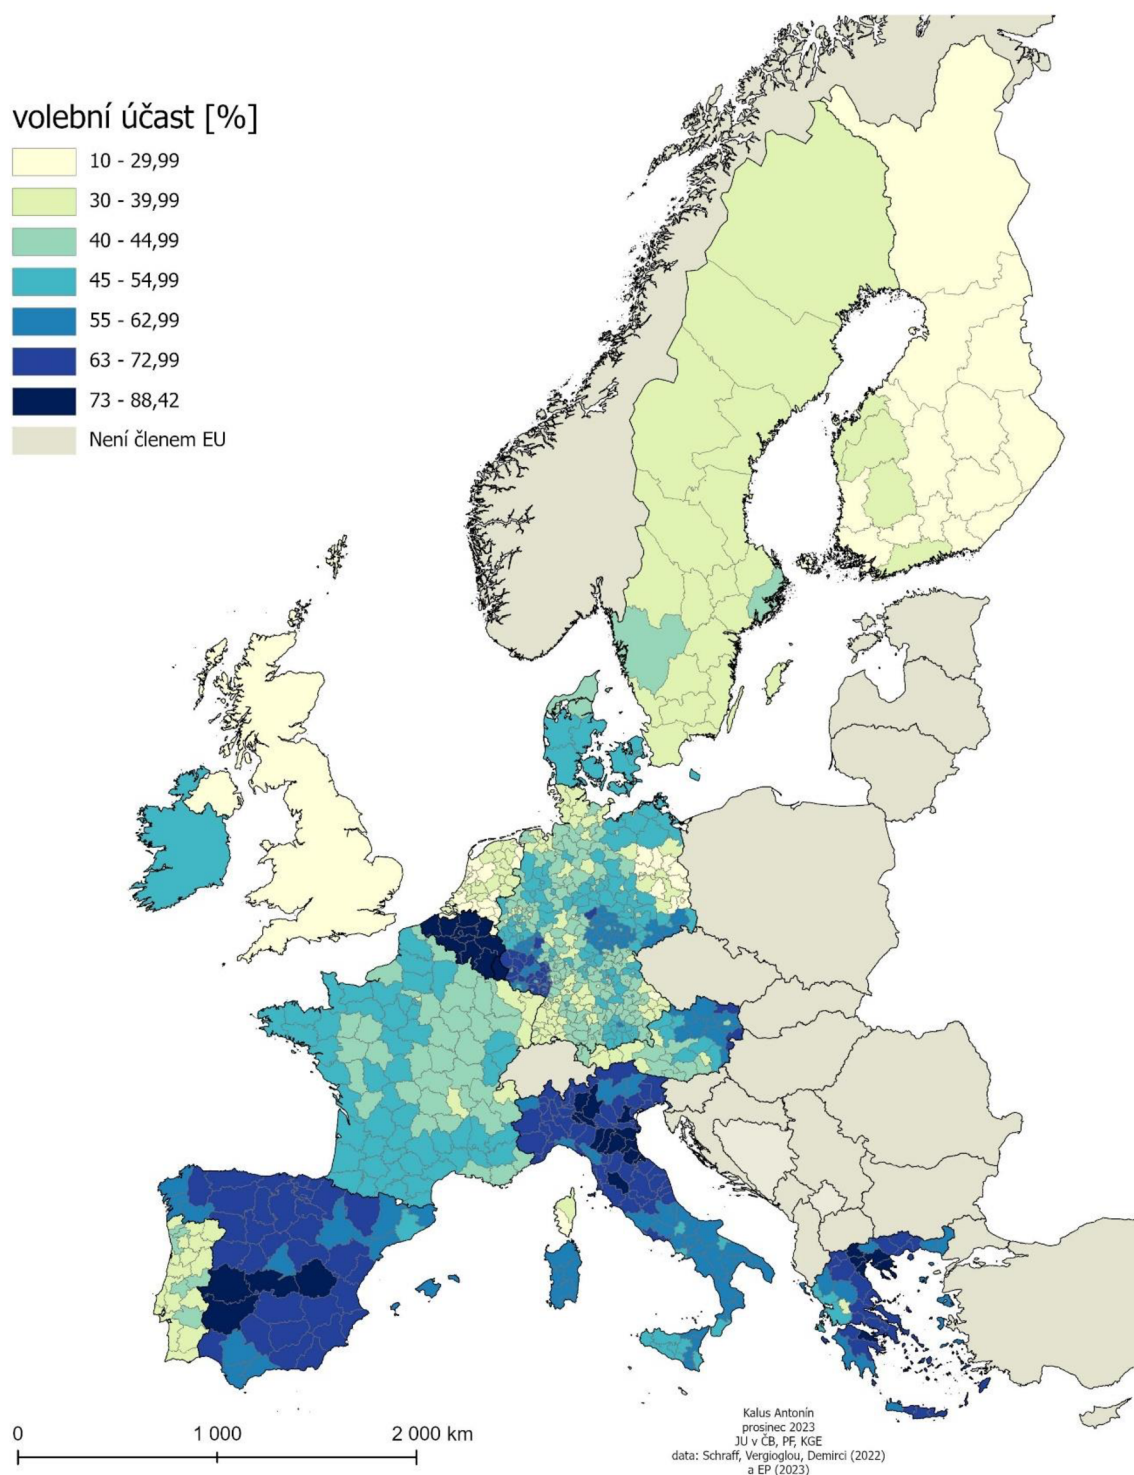 volební účast [%]
10 - 29,99
30 - 39,99
40 - 44,99
45 - 54,99
55 - 62,99
63 - 72,99
73 - 88,42
Není členem EU
0 1 000 2 000 km
Kalus Antonín
prosinec 2023
JU v ČB, PF, KGE
data: Schraff, Vergioglou, Demirci (2022)
a EP (2023)